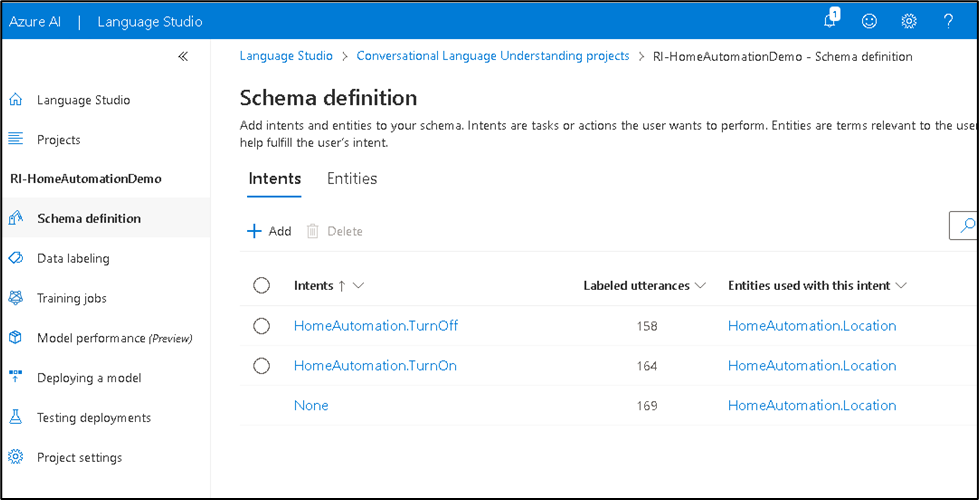 Azure AI | Language Studio 1 ?
Language Studio > Conversational Language Understanding projects > RI-HomeAutomationDemo - Schema definition
Language Studio
Projects
RI-HomeAutomationDemo
Schema definition
Data labeling
Training jobs
Model performance (Preview)
Deploying a model
Testing deployments
Project settings
Schema definition
Add intents and entities to your schema. Intents are tasks or actions the user wants to perform. Entities are terms relevant to the user
help fulfill the user's intent.
Intents Entities
Add Delete
Intents ↑ Labeled utterances Entities used with this intent
HomeAutomation.TurnOff 158 HomeAutomation.Location
HomeAutomation.TurnOn 164 HomeAutomation.Location
None 169 HomeAutomation.Location